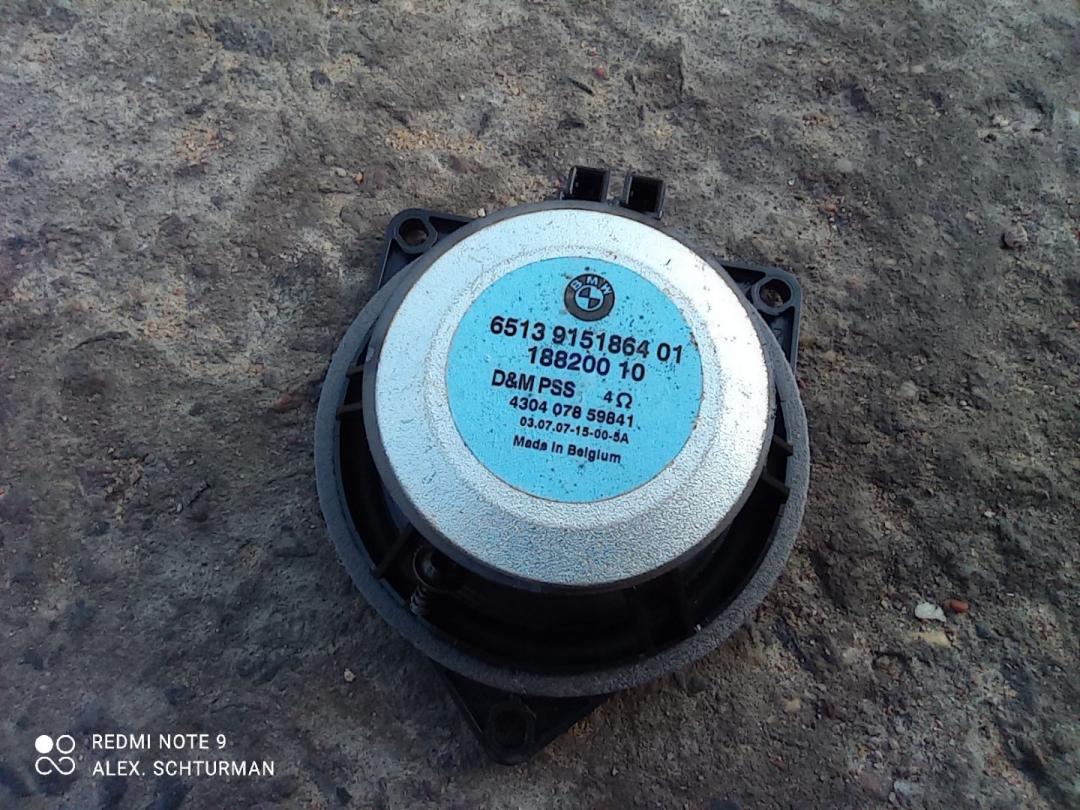 BMW
6513 9151864 01
188200 10
D&M PSS 4Ω
4304 078 59841
03.07.07-15-00-5A
Made in Belgium
REDMI NOTE 9
ALEX. SCHTURMAN